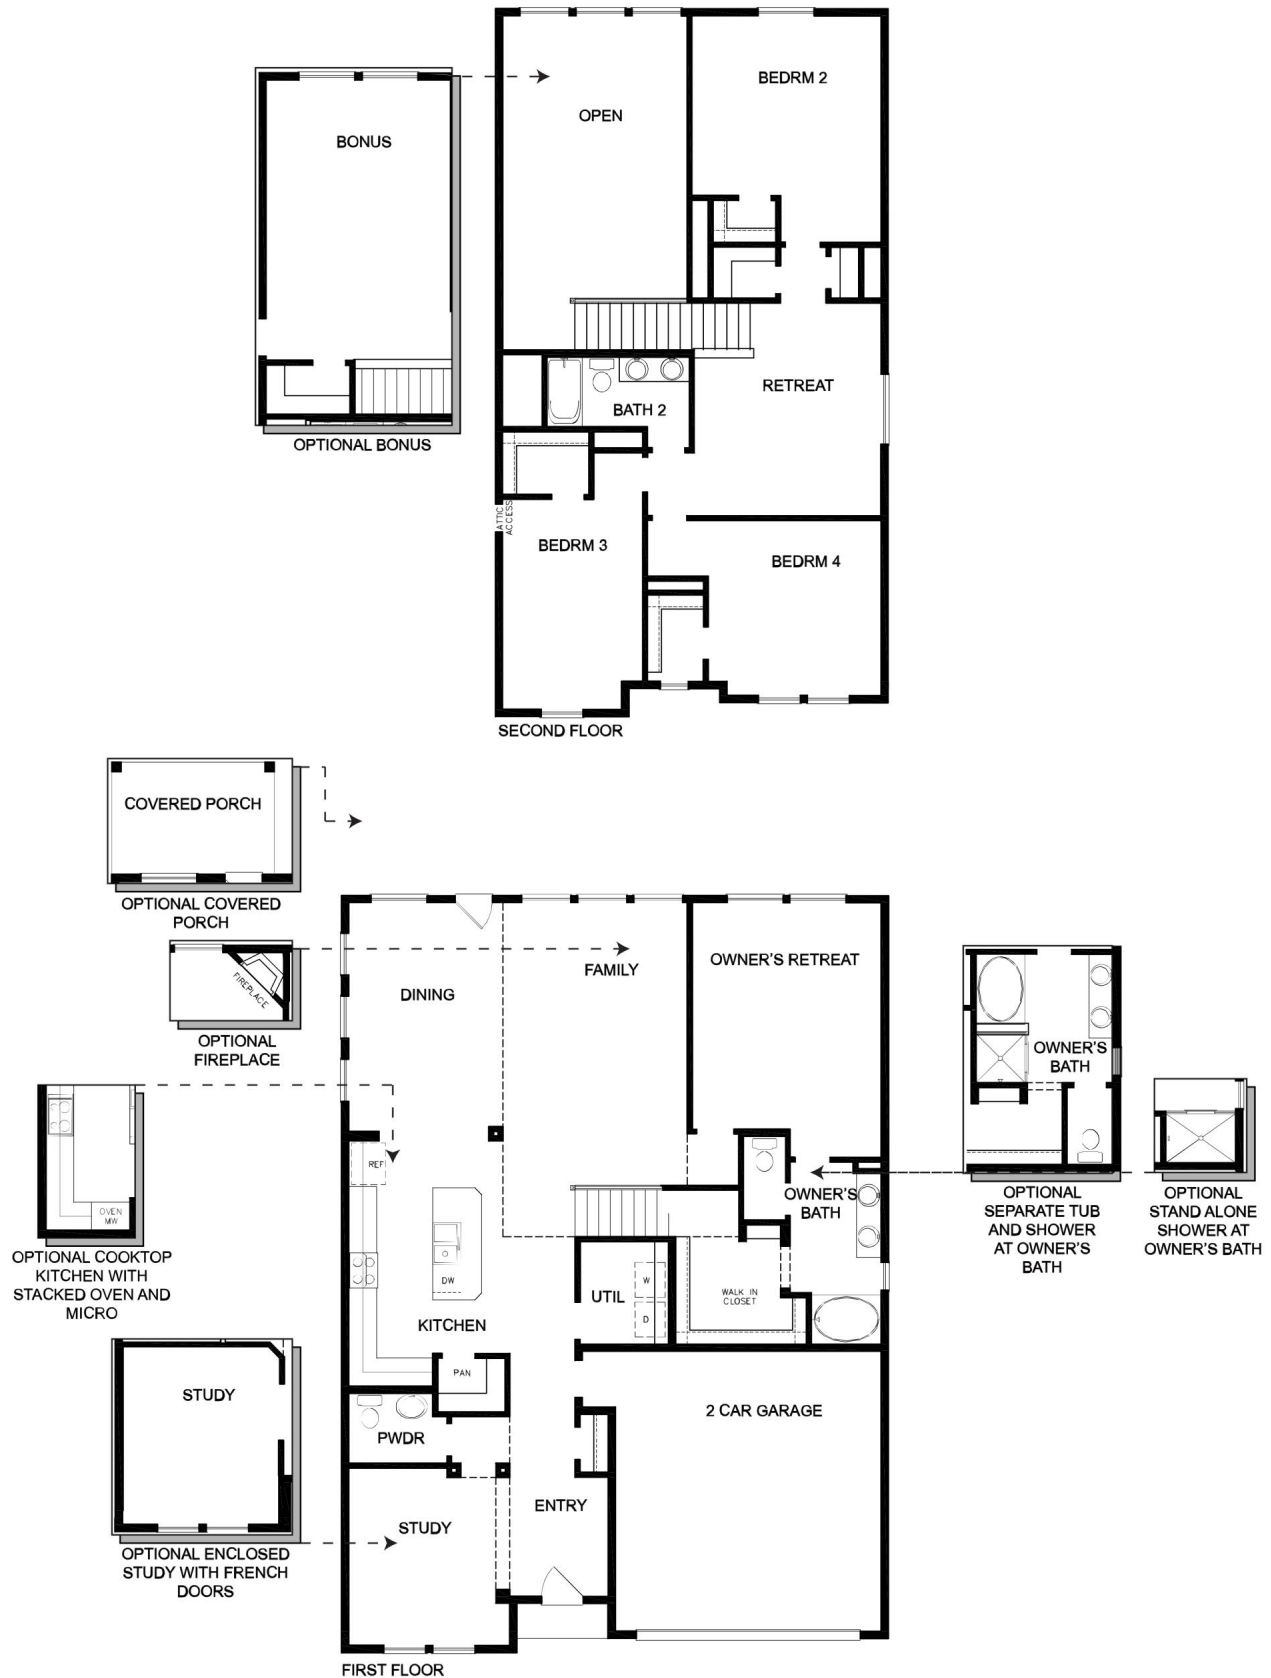 BEDRM 2
OPEN
BONUS
RETREAT
BATH 2
OPTIONAL BONUS
ATTIC
ACCESS
BEDRM 3
BEDRM 4
SECOND FLOOR
COVERED PORCH
OPTIONAL COVERED
PORCH
FIREPLACE
OPTIONAL
FIREPLACE
DINING
FAMILY
OWNER'S RETREAT
OWNER'S
BATH
REF
OWNER'S
BATH
OPTIONAL
SEPARATE TUB
AND SHOWER
AT OWNER'S
BATH
OPTIONAL
STAND ALONE
SHOWER AT
OWNER'S BATH
OVEN
MW
OPTIONAL COOKTOP
KITCHEN WITH
STACKED OVEN AND
MICRO
DW
UTIL
W
D
WALK IN
CLOSET
KITCHEN
PAN
STUDY
2 CAR GARAGE
PWDR
ENTRY
STUDY
OPTIONAL ENCLOSED
STUDY WITH FRENCH
DOORS
FIRST FLOOR